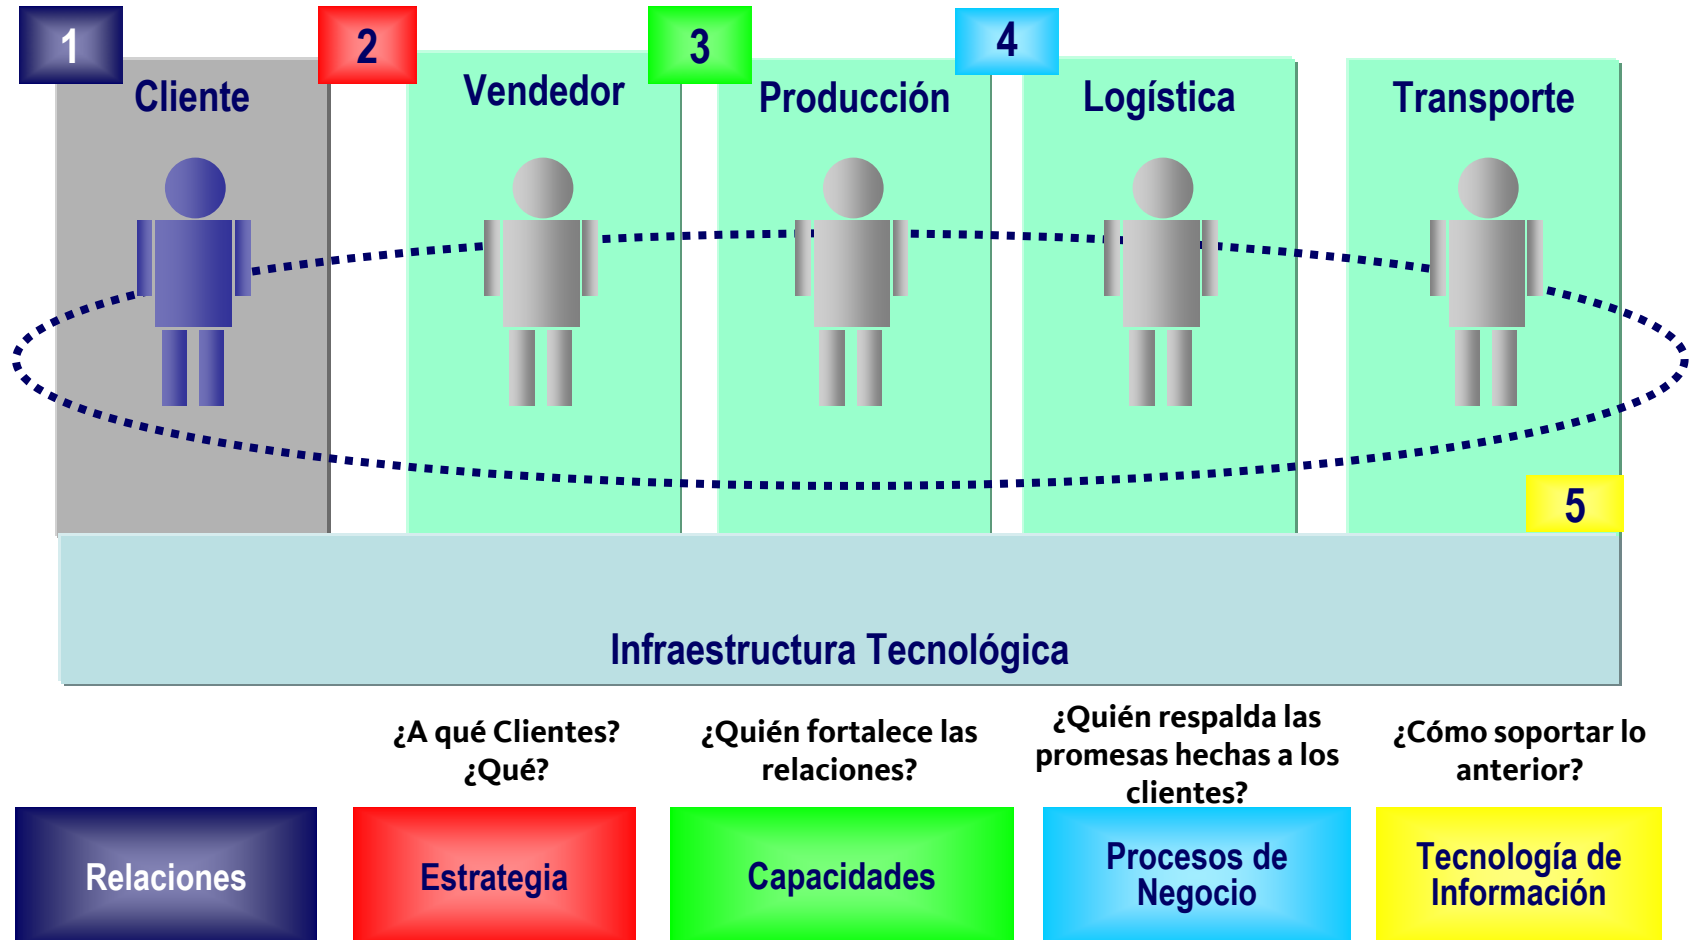 1
2
3
4
Cliente
Vendedor
Producción
Logística
Transporte
5
Infraestructura Tecnológica
¿A qué Clientes?
¿Qué?
¿Quién fortalece las
relaciones?
¿Quién respalda las
promesas hechas a los
clientes?
¿Cómo soportar lo
anterior?
Relaciones
Estrategia
Capacidades
Procesos de
Negocio
Tecnología de
Información